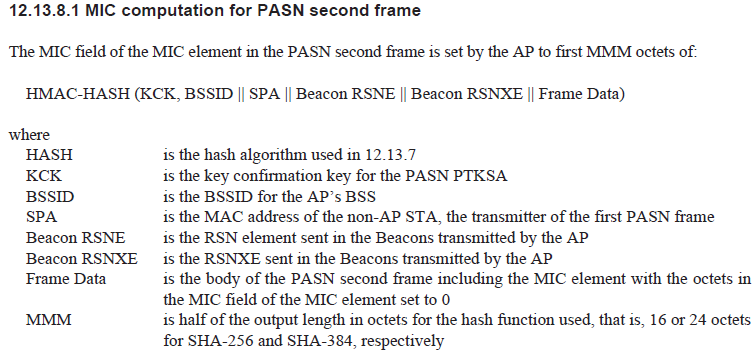 12.13.8.1 MIC computation for PASN second frame
The MIC field of the MIC element in the PASN second frame is set by the AP to first MMM octets of:
HMAC-HASH (KCK, BSSID || SPA || Beacon RSNE || Beacon RSNXE || Frame Data)
where
HASH is the hash algorithm used in 12.13.7
KCK is the key confirmation key for the PASN PTKSA
BSSID is the BSSID for the AP’s BSS
SPA is the MAC address of the non-AP STA, the transmitter of the first PASN frame
Beacon RSNE is the RSN element sent in the Beacons transmitted by the AP
Beacon RSNXE is the RSNXE sent in the Beacons transmitted by the AP
Frame Data is the body of the PASN second frame including the MIC element with the octets in
the MIC field of the MIC element set to 0
MMM is half of the output length in octets for the hash function used, that is, 16 or 24 octets
for SHA-256 and SHA-384, respectively